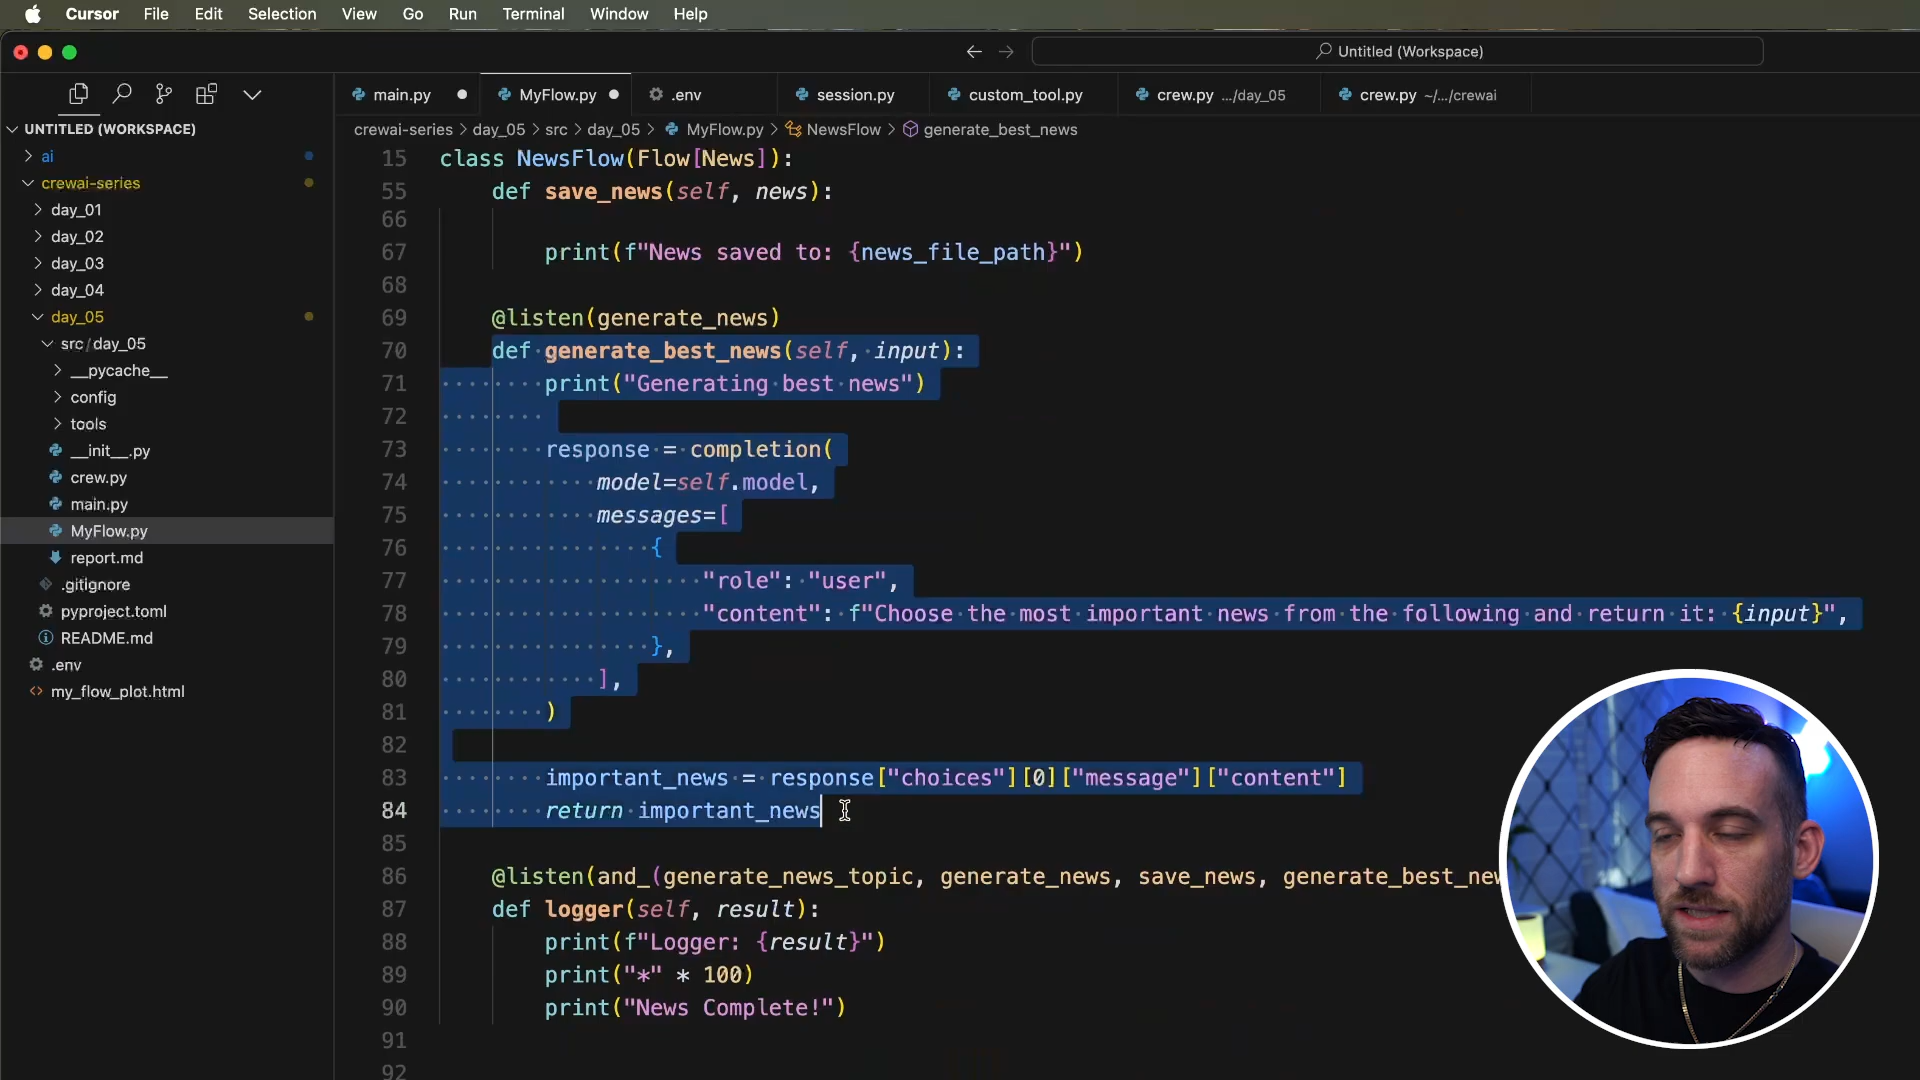 Cursor File Edit Selection View Go Run Terminal Window Help
Untitled (Workspace)
main.py MyFlow.py .env session.py custom_tool.py crew.py .../day_05 crew.py ~/.../crewai
crewai-series > day_05 > src > day_05 > MyFlow.py > NewsFlow > generate_best_news
UNTITLED (WORKSPACE)
ai
crewai-series
day_01
day_02
day_03
day_04
day_05
src/day_05
__pycache__
config
tools
__init__.py
crew.py
main.py
MyFlow.py
report.md
.gitignore
pyproject.toml
README.md
.env
my_flow_plot.html
15 class NewsFlow(Flow[News]):
55 def save_news(self, news):
66
67 print(f"News saved to: {news_file_path}")
68
69 @listen(generate_news)
70 def generate_best_news(self, input):
71 print("Generating best news")
72
73 response = completion(
74 model=self.model,
75 messages=[
76 {
77 "role": "user",
78 "content": f"Choose the most important news from the following and return it: {input}",
79 },
80 ],
81 )
82
83 important_news = response["choices"][0]["message"]["content"]
84 return important_news
85
86 @listen(and_(generate_news_topic, generate_news, save_news, generate_best_new
87 def logger(self, result):
88 print(f"Logger: {result}")
89 print("*" * 100)
90 print("News Complete!")
91
92